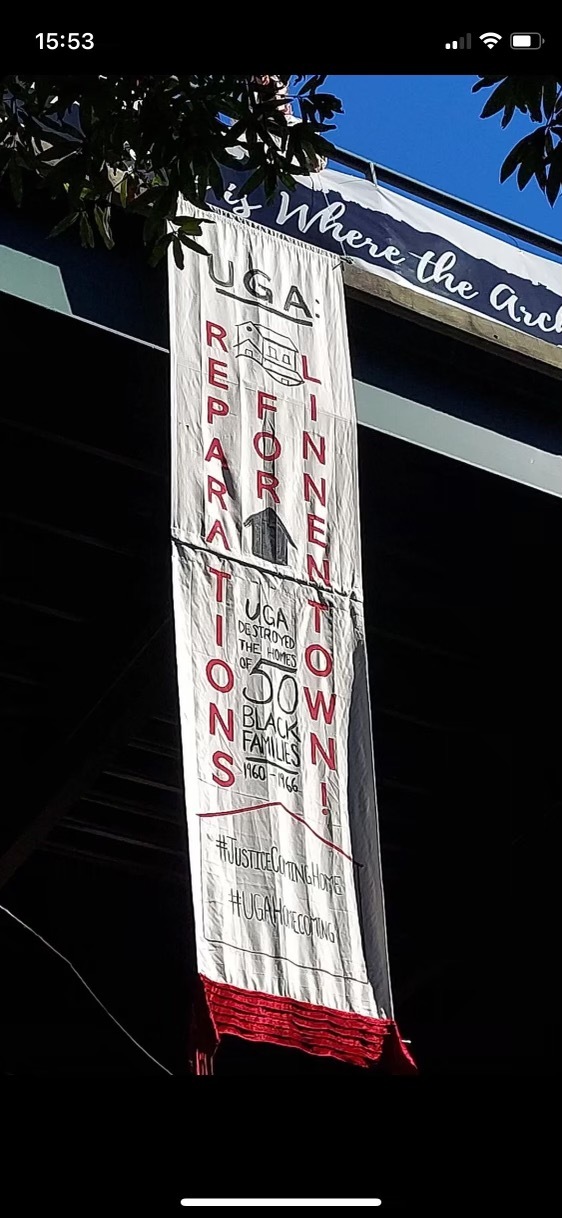 15:53
is Where the Arc
UGA:
REPARATIONS
FOR
LINNENTOWN!
UGA
DESTROYED
THE HOMES
OF 50
BLACK
FAMILIES
1960-1966
#JUSTICECOMINGHOME
#UGAHOMECOMING